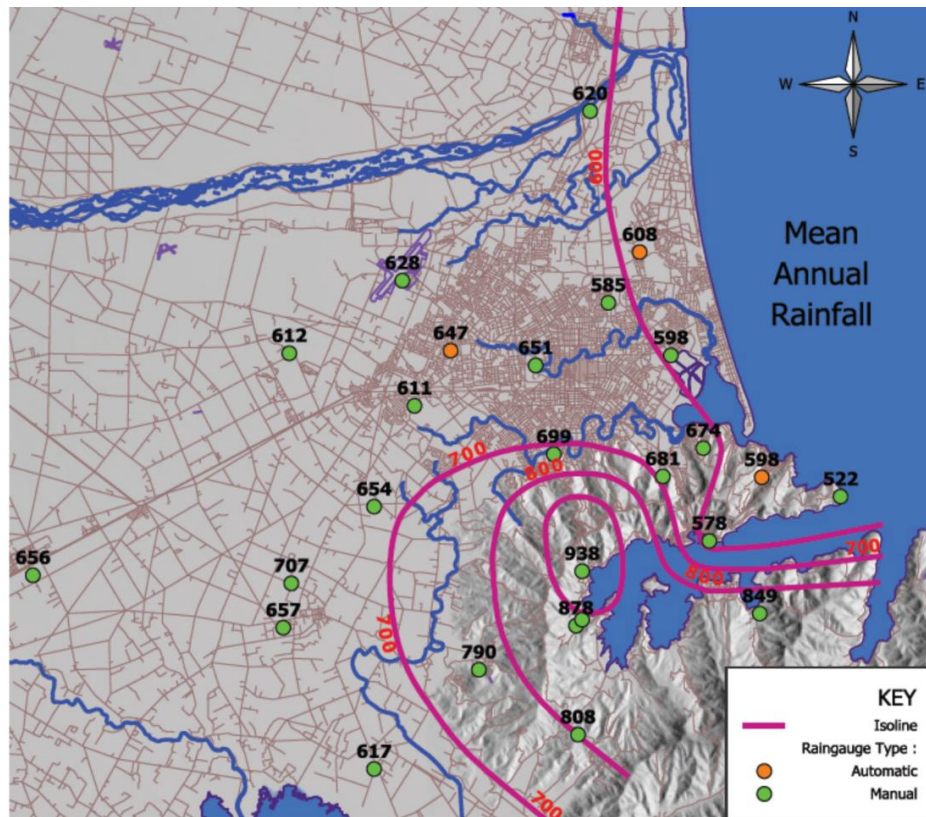 N
W E
S
620
600
Mean
Annual
Rainfall
608
628
585
612
647
651
598
611
699
674
700
800
681
598
522
654
578
656
938
700
707
800
849
657
878
700
790
808
617
700
KEY
Isoline
Raingauge Type :
Automatic
Manual